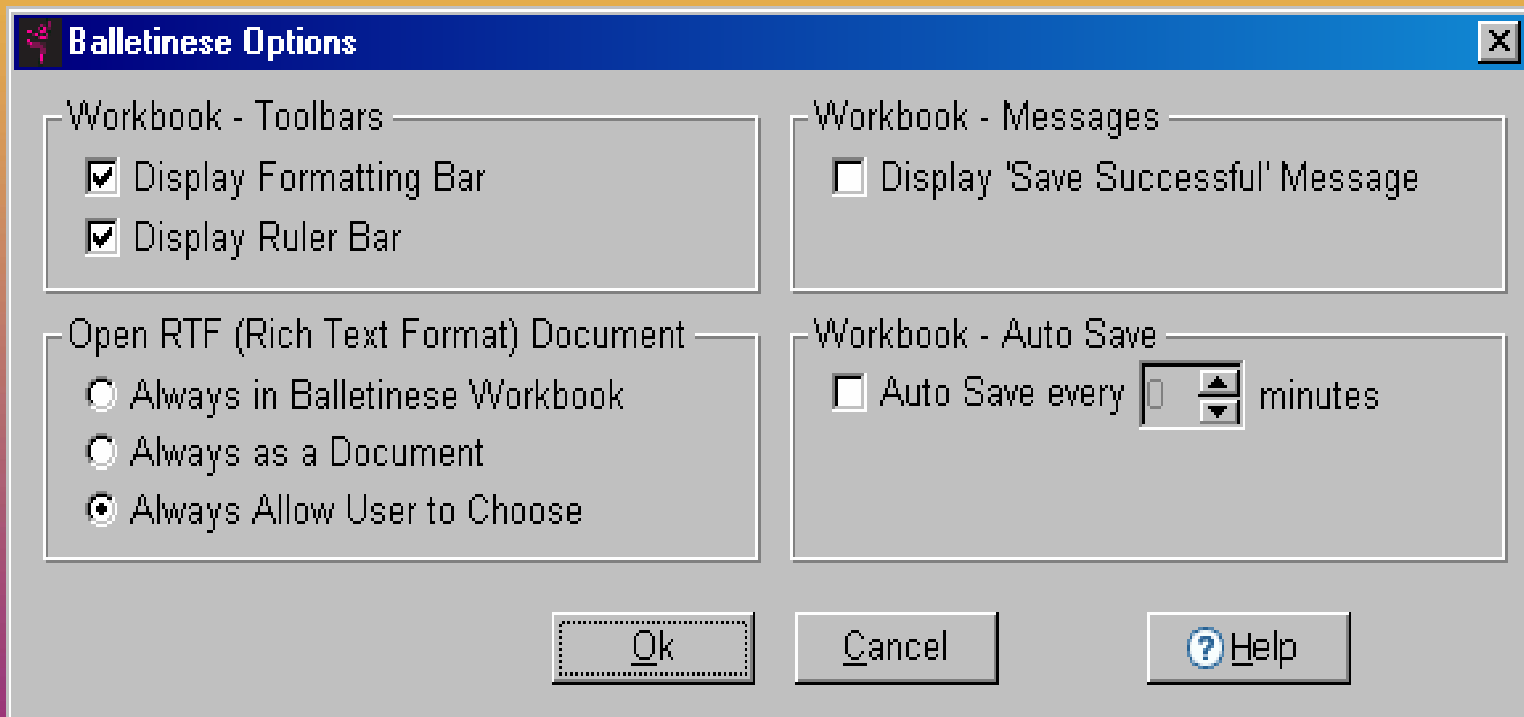 Balletinese Options
Workbook - Toolbars
Display Formatting Bar
Display Ruler Bar
Workbook - Messages
Display 'Save Successful' Message
Open RTF (Rich Text Format) Document
Always in Balletinese Workbook
Always as a Document
Always Allow User to Choose
Workbook - Auto Save
Auto Save every 0 minutes
Ok
Cancel
Help